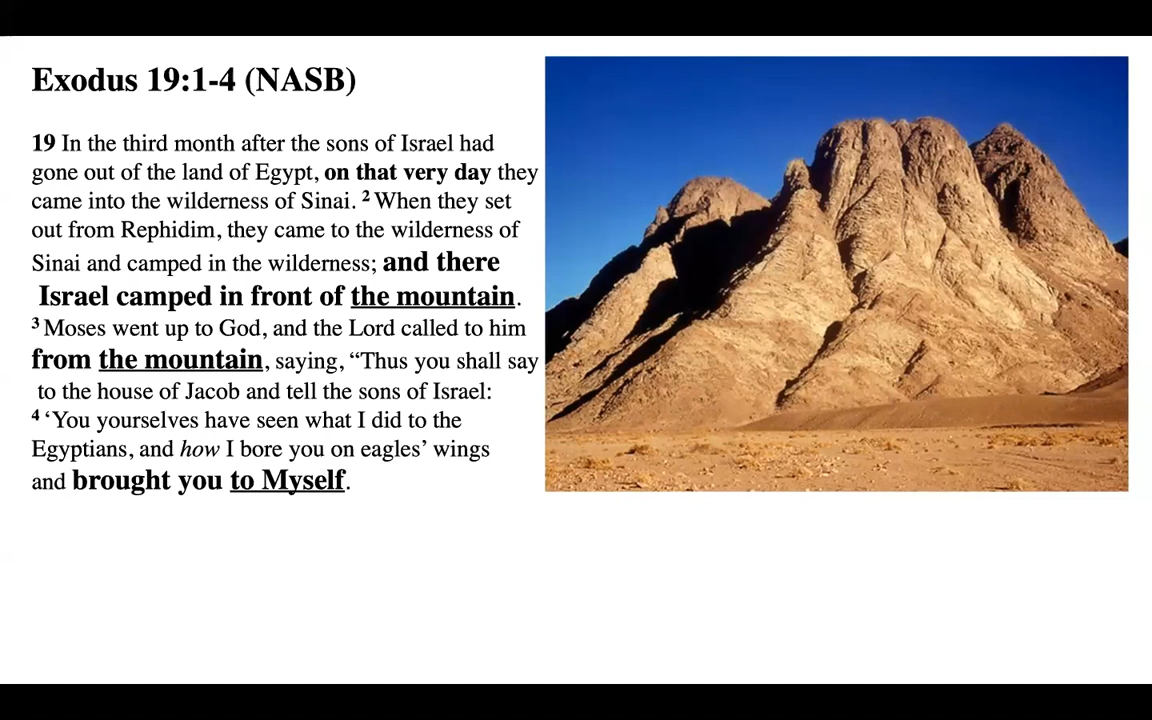 Exodus 19:1-4 (NASB)
19 In the third month after the sons of Israel had
gone out of the land of Egypt, on that very day they
came into the wilderness of Sinai. 2 When they set
out from Rephidim, they came to the wilderness of
Sinai and camped in the wilderness; and there
Israel camped in front of the mountain.
3 Moses went up to God, and the Lord called to him
from the mountain, saying, “Thus you shall say
to the house of Jacob and tell the sons of Israel:
4 ‘You yourselves have seen what I did to the
Egyptians, and how I bore you on eagles’ wings
and brought you to Myself.